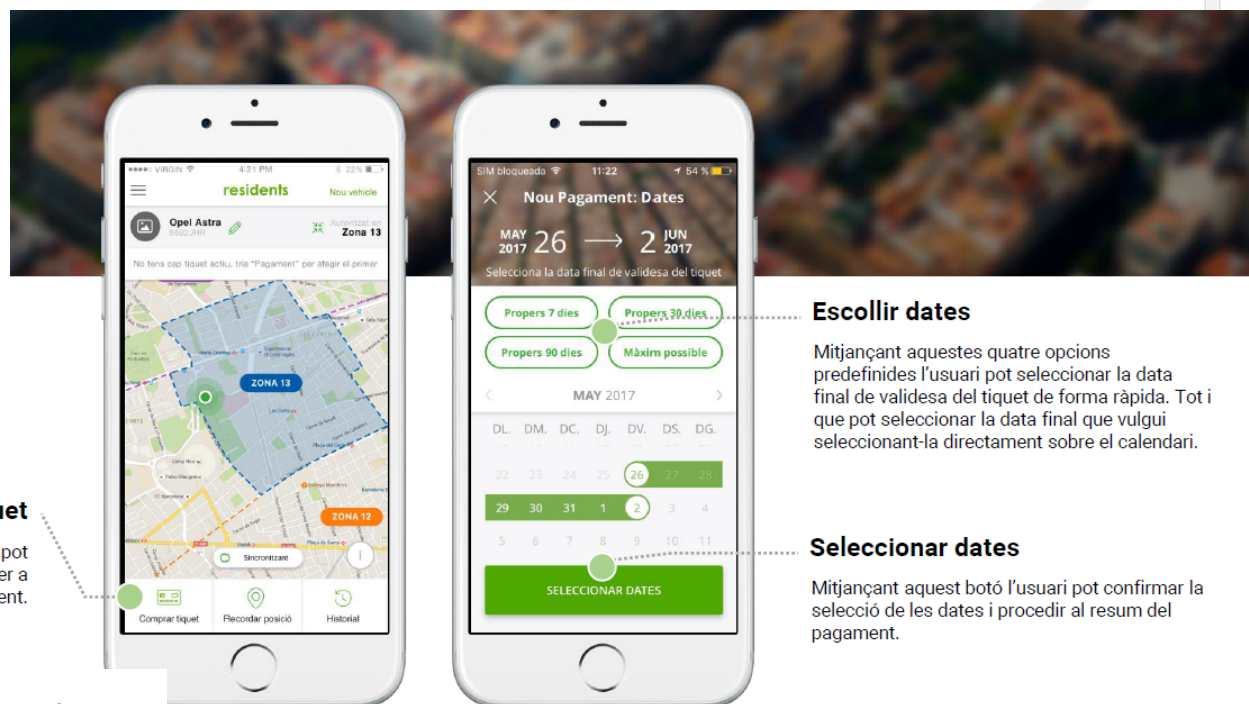 VIRGIN
4:21 PM
22%
residents
Nou vehicle
Opel Astra
Autoritzar en
Zona 13
No tens cap tiquet actiu, tria "Pagament" per afegir el primer
ZONA 13
ZONA 12
Sincronitzant
Comprar tiquet
Recordar posició
Historial
uet
pot
er a
ent.
SIM bloqueada
11:22
54 %
Nou Pagament: Dates
MAY 2017 26 → 2 JUN 2017
Selecciona la data final de validesa del tiquet
Propers 7 dies
Propers 30 dies
Propers 90 dies
Màxim possible
MAY 2017
DL. DM. DC. DJ. DV. DS. DG.
22 23 24 25 26 27 28
29 30 31 1 2 3 4
5 6 7 8 9 10 11
SELECCIONAR DATES
Escollir dates
Mitjançant aquestes quatre opcions
predefinides l'usuari pot seleccionar la data
final de validesa del tiquet de forma ràpida. Tot i
que pot seleccionar la data final que vulgui
seleccionant-la directament sobre el calendari.
Seleccionar dates
Mitjançant aquest botó l'usuari pot confirmar la
selecció de les dates i procedir al resum del
pagament.